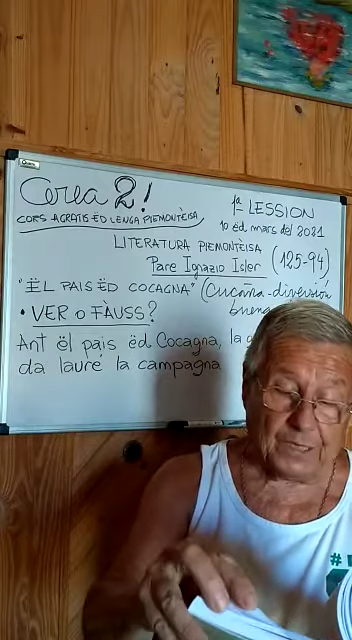 Cerea 2!
CORS A GRATIS ËD LENGA PIEMONTÈISA
1ª LESSION
10 ëd mars dël 2021
LITERATURA PIEMONTÈISA
Pare Ignazio Isler (125-94)
"ËL PAIS ËD COCAGNA" (Cucaña-diversión
buena
• VER o FÀUSS?
Ant ël pais ëd Cocagna, la
da lauré la campagna
#